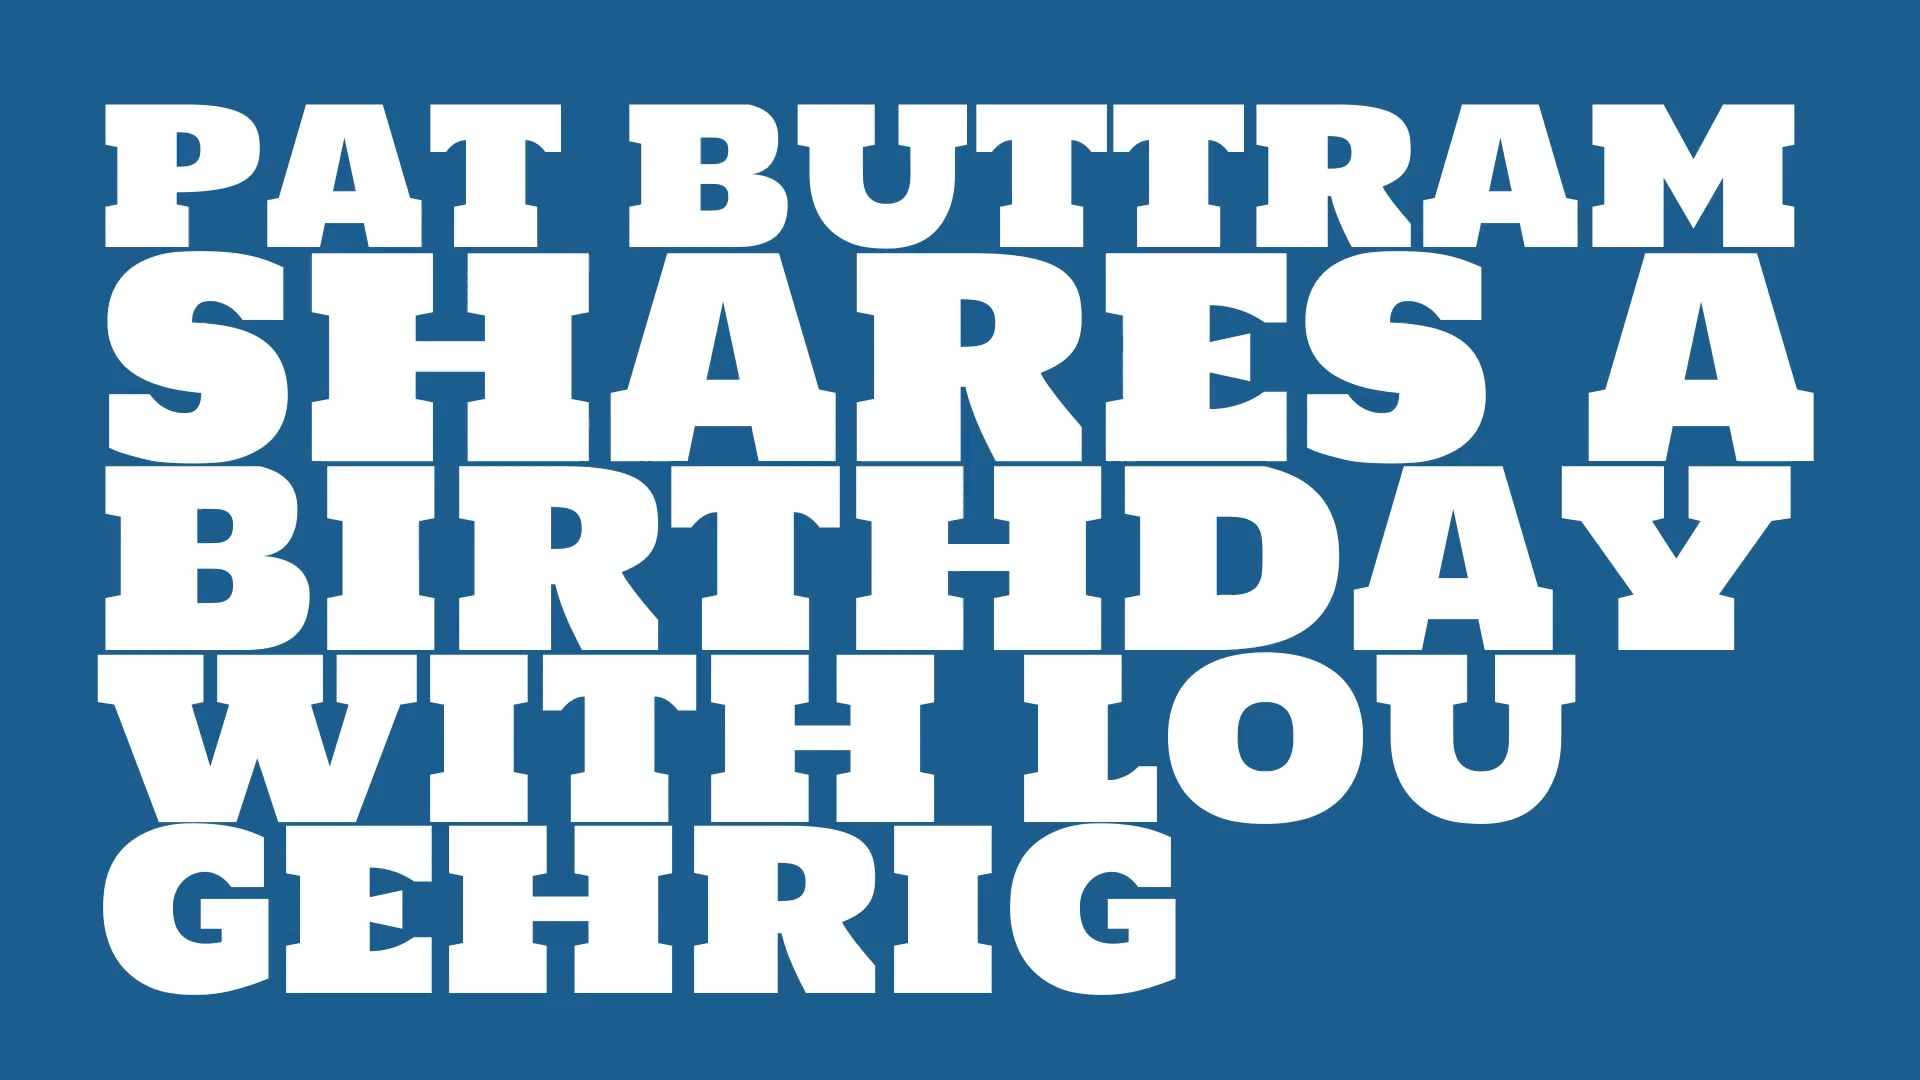 PAT BUTTRAM
SHARES A
BIRTHDAY
WITH LOU
GEHRIG